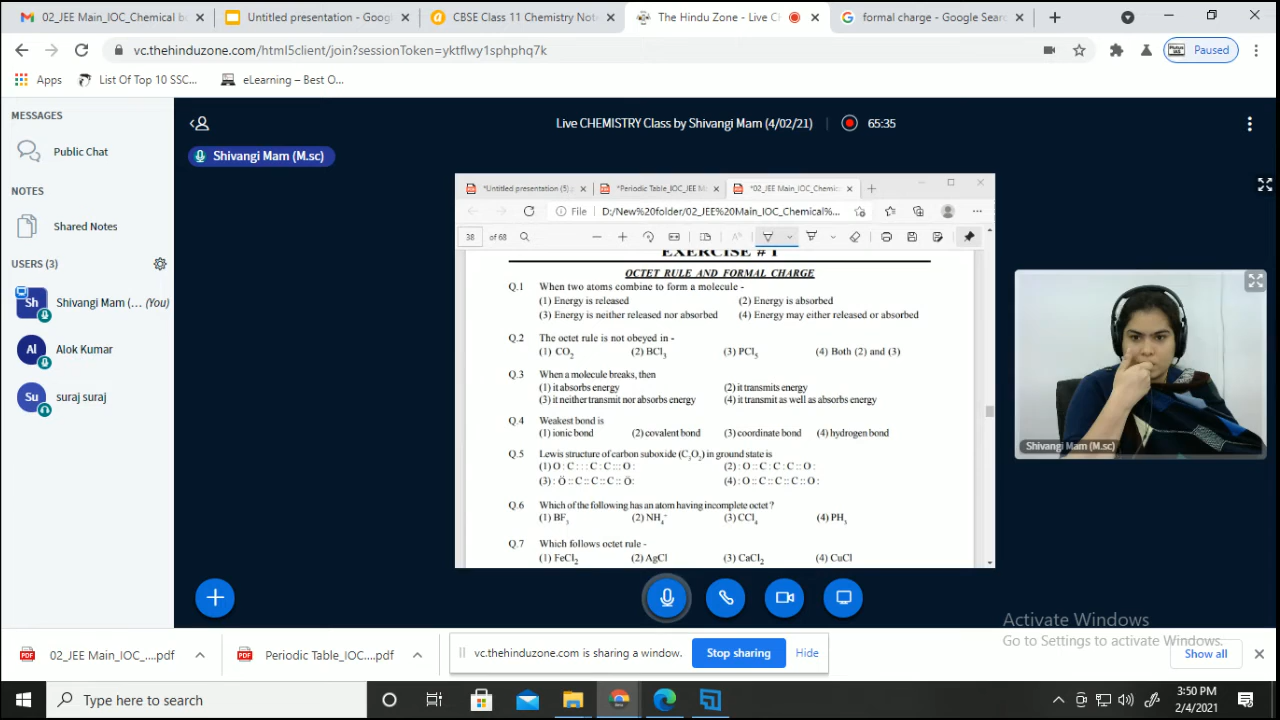 02_JEE Main_IOC_Chemical b
Untitled presentation - Goog
CBSE Class 11 Chemistry Note
The Hindu Zone - Live C
formal charge - Google Sear
vc.thehinduzone.com/html5client/join?sessionToken=yktflwy1sphphq7k
Paused
Apps
List Of Top 10 SSC...
eLearning – Best O...
MESSAGES
Public Chat
NOTES
Shared Notes
USERS (3)
Sh
Shivangi Mam (... (You)
Al
Alok Kumar
Su
suraj suraj
Live CHEMISTRY Class by Shivangi Mam (4/02/21)
65:35
Shivangi Mam (M.sc)
*Untitled presentation (5).p
*Periodic Table_IOC_JEE M
*02_JEE Main_IOC_Chemic
File
D:/New%20folder/02_JEE%20Main_IOC_Chemical%...
38
of 68
EXERCISE # 1
OCTET RULE AND FORMAL CHARGE
Q.1 When two atoms combine to form a molecule -
(1) Energy is released (2) Energy is absorbed
(3) Energy is neither released nor absorbed (4) Energy may either released or absorbed
Q.2 The octet rule is not obeyed in -
(1) CO2 (2) BCl3 (3) PCl5 (4) Both (2) and (3)
Q.3 When a molecule breaks, then
(1) it absorbs energy (2) it transmits energy
(3) it neither transmit nor absorbs energy (4) it transmit as well as absorbs energy
Q.4 Weakest bond is
(1) ionic bond (2) covalent bond (3) coordinate bond (4) hydrogen bond
Q.5 Lewis structure of carbon suboxide (C3O2) in ground state is
(1) O : C : : : C : C ::: O : (2) : O :: C : C : C :: O :
(3) : Ö :: C :: C :: C :: Ö: (4) : O :: C :: C : C :: O :
Q.6 Which of the following has an atom having incomplete octet ?
(1) BF3 (3) CCl4 (4) PH3
Q.7 Which follows octet rule -
(1) FeCl2 (2) AgCl (3) CaCl2 (4) CuCl
Shivangi Mam (M.sc)
Activate Windows
Go to Settings to activate Windows.
02_JEE Main_IOC_....pdf
Periodic Table_IOC....pdf
vc.thehinduzone.com is sharing a window.
Stop sharing
Hide
Show all
Type here to search
3:50 PM
2/4/2021